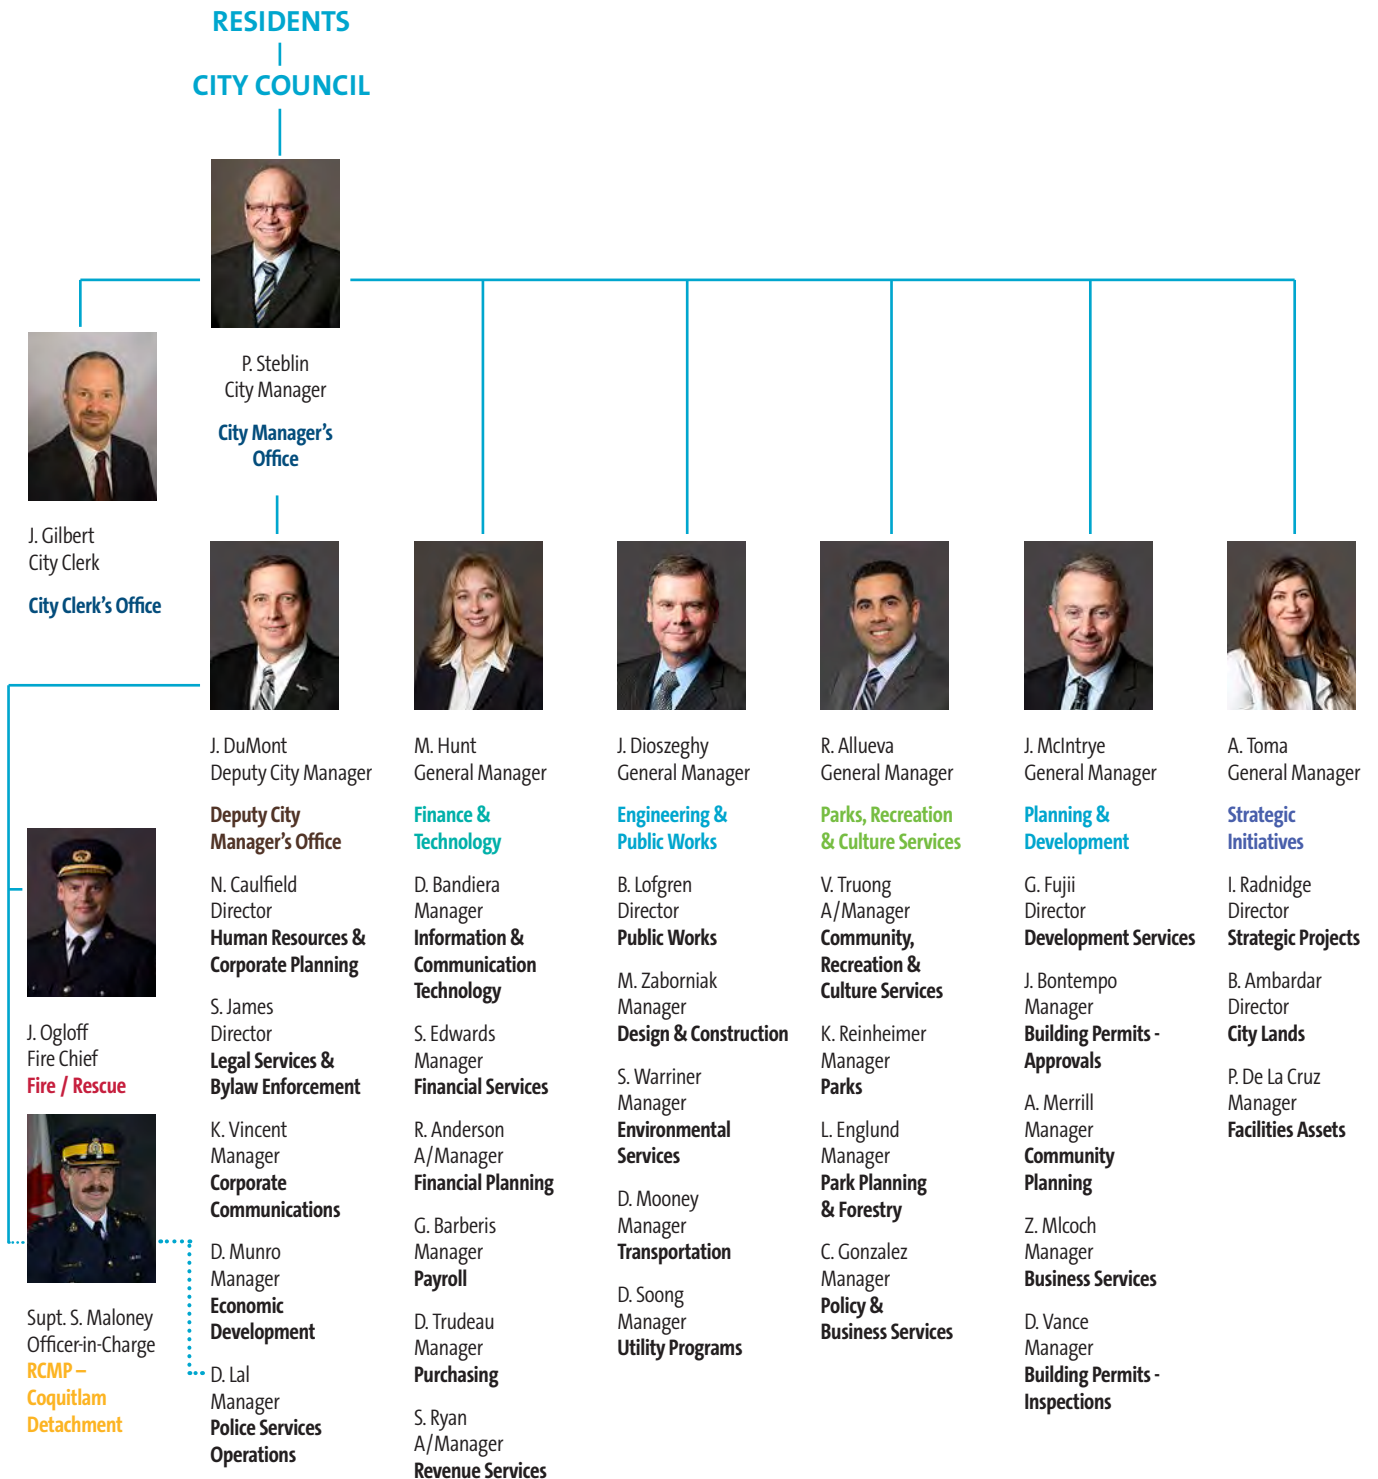 RESIDENTS
CITY COUNCIL
P. Steblin
City Manager
City Manager's
Office
J. Gilbert
City Clerk
City Clerk's Office
J. DuMont
Deputy City Manager
Deputy City
Manager's Office
N. Caulfield
Director
Human Resources &
Corporate Planning
S. James
Director
Legal Services &
Bylaw Enforcement
K. Vincent
Manager
Corporate
Communications
D. Munro
Manager
Economic
Development
D. Lal
Manager
Police Services
Operations
J. Ogloff
Fire Chief
Fire / Rescue
Supt. S. Maloney
Officer-in-Charge
RCMP –
Coquitlam
Detachment
M. Hunt
General Manager
Finance &
Technology
D. Bandiera
Manager
Information &
Communication
Technology
S. Edwards
Manager
Financial Services
R. Anderson
A/Manager
Financial Planning
G. Barberis
Manager
Payroll
D. Trudeau
Manager
Purchasing
S. Ryan
A/Manager
Revenue Services
J. Dioszeghy
General Manager
Engineering &
Public Works
B. Lofgren
Director
Public Works
M. Zaborniak
Manager
Design & Construction
S. Warriner
Manager
Environmental
Services
D. Mooney
Manager
Transportation
D. Soong
Manager
Utility Programs
R. Allueva
General Manager
Parks, Recreation
& Culture Services
V. Truong
A/Manager
Community,
Recreation &
Culture Services
K. Reinheimer
Manager
Parks
L. Englund
Manager
Park Planning
& Forestry
C. Gonzalez
Manager
Policy &
Business Services
J. McIntrye
General Manager
Planning &
Development
G. Fujii
Director
Development Services
J. Bontempo
Manager
Building Permits -
Approvals
A. Merrill
Manager
Community
Planning
Z. Mlcoch
Manager
Business Services
D. Vance
Manager
Building Permits -
Inspections
A. Toma
General Manager
Strategic
Initiatives
I. Radnidge
Director
Strategic Projects
B. Ambardar
Director
City Lands
P. De La Cruz
Manager
Facilities Assets